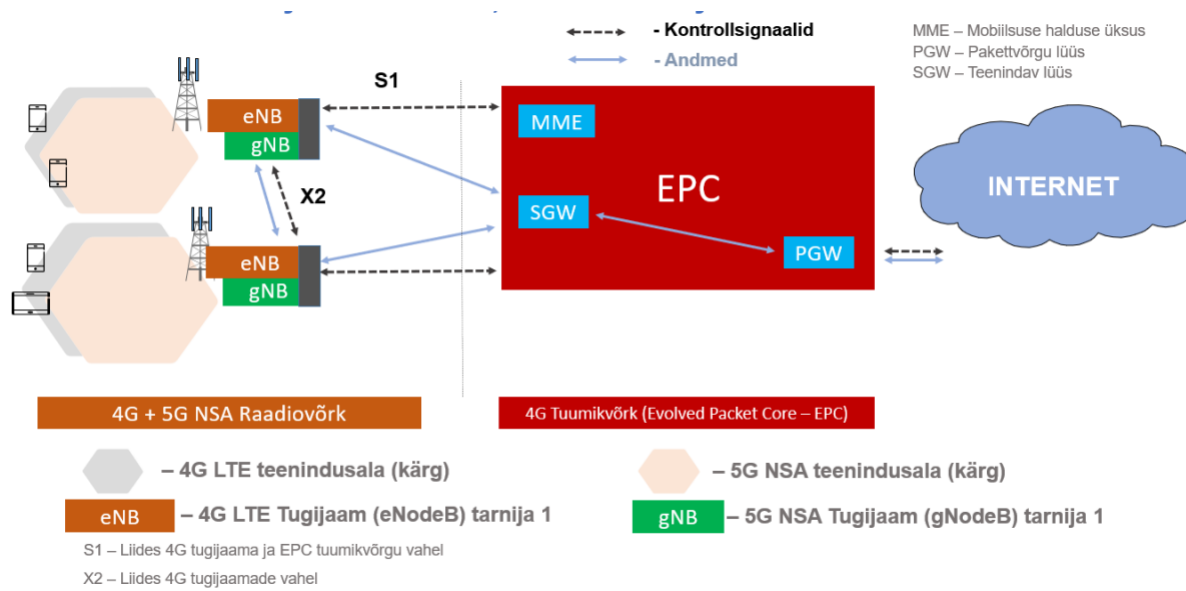 - Kontrollsignaalid
- Andmed
MME – Mobiilsuse halduse üksus
PGW – Pakettvõrgu lüüs
SGW – Teenindav lüüs
S1
eNB
gNB
X2
eNB
gNB
MME
EPC
SGW
PGW
INTERNET
4G + 5G NSA Raadiovõrk
4G Tuumikvõrk (Evolved Packet Core – EPC)
– 4G LTE teenindusala (kärg)
– 5G NSA teenindusala (kärg)
eNB
– 4G LTE Tugijaam (eNodeB) tarnija 1
gNB
– 5G NSA Tugijaam (gNodeB) tarnija 1
S1 – Liides 4G tugijaama ja EPC tuumikvõrgu vahel
X2 – Liides 4G tugijaamade vahel